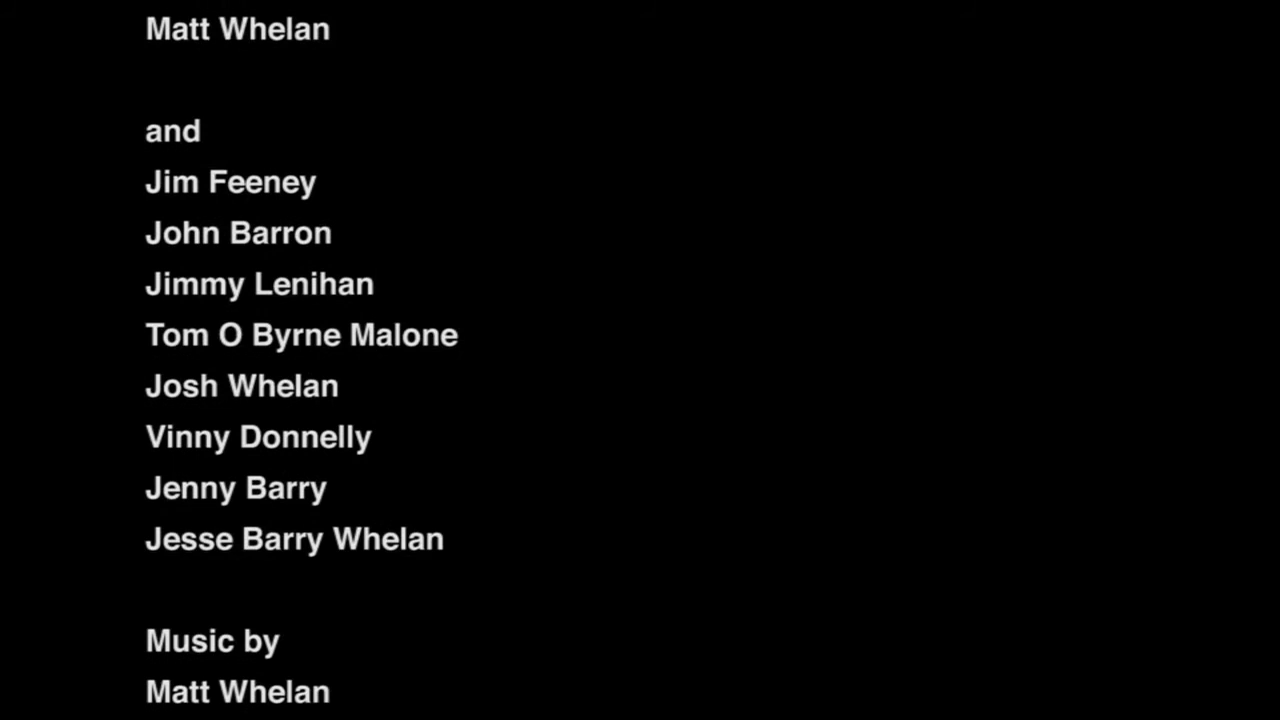 Matt Whelan
and
Jim Feeney
John Barron
Jimmy Lenihan
Tom O Byrne Malone
Josh Whelan
Vinny Donnelly
Jenny Barry
Jesse Barry Whelan
Music by
Matt Whelan